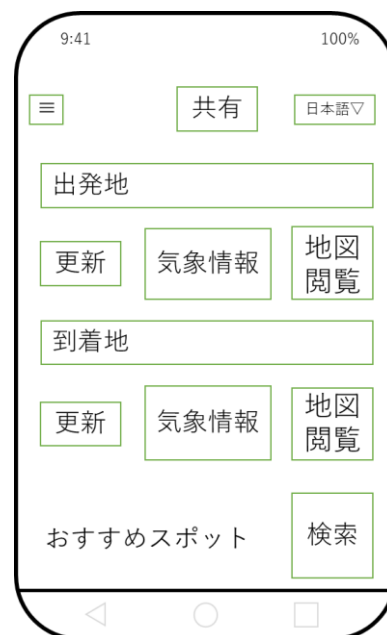 9:41 100%
≡ 共有 日本語▽
出発地
更新 気象情報 地図
閲覧
到着地
更新 気象情報 地図
閲覧
おすすめスポット 検索